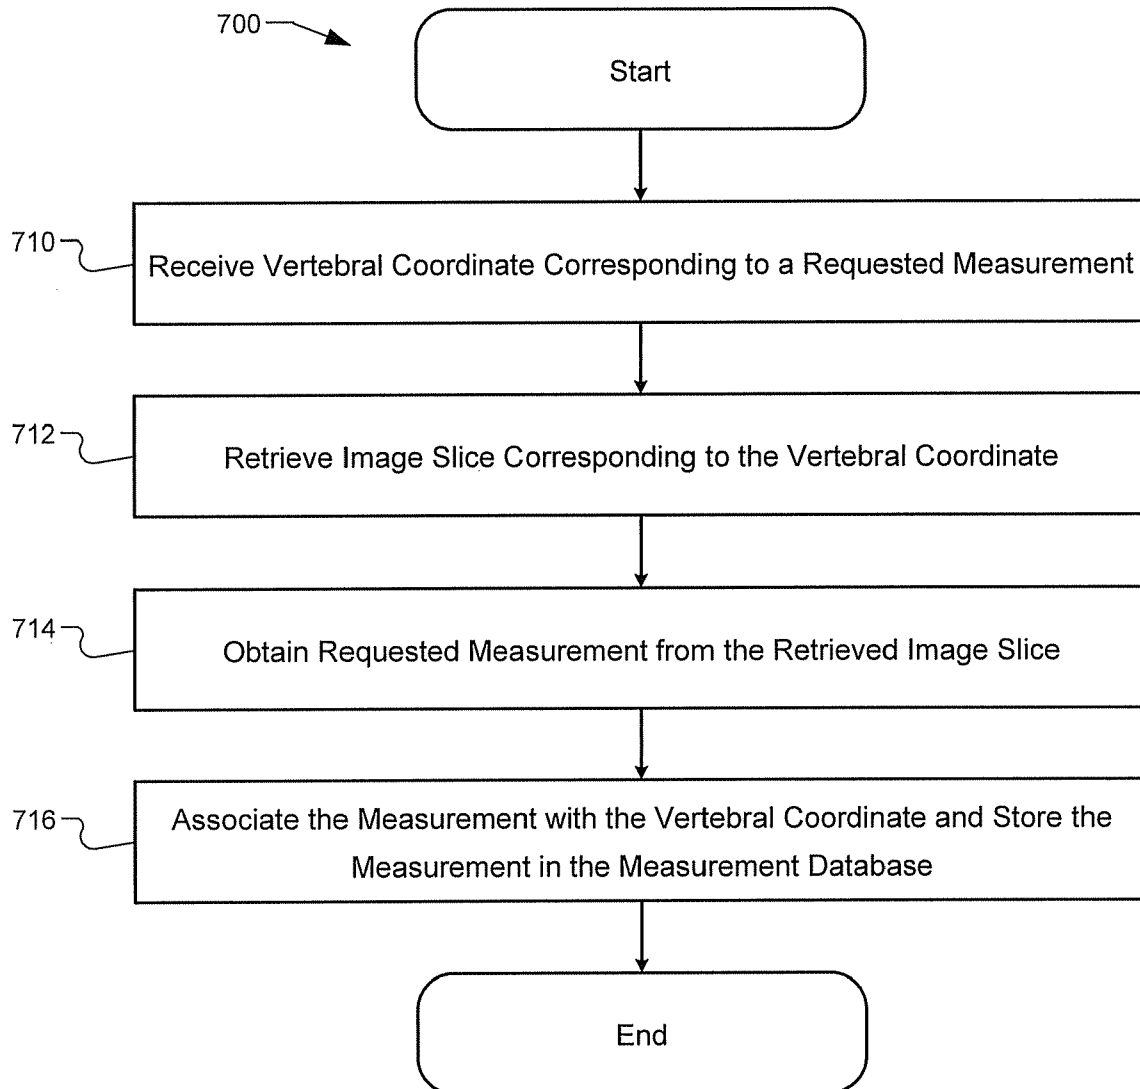 700
Start
710
Receive Vertebral Coordinate Corresponding to a Requested Measurement
712
Retrieve Image Slice Corresponding to the Vertebral Coordinate
714
Obtain Requested Measurement from the Retrieved Image Slice
716
Associate the Measurement with the Vertebral Coordinate and Store the
Measurement in the Measurement Database
End